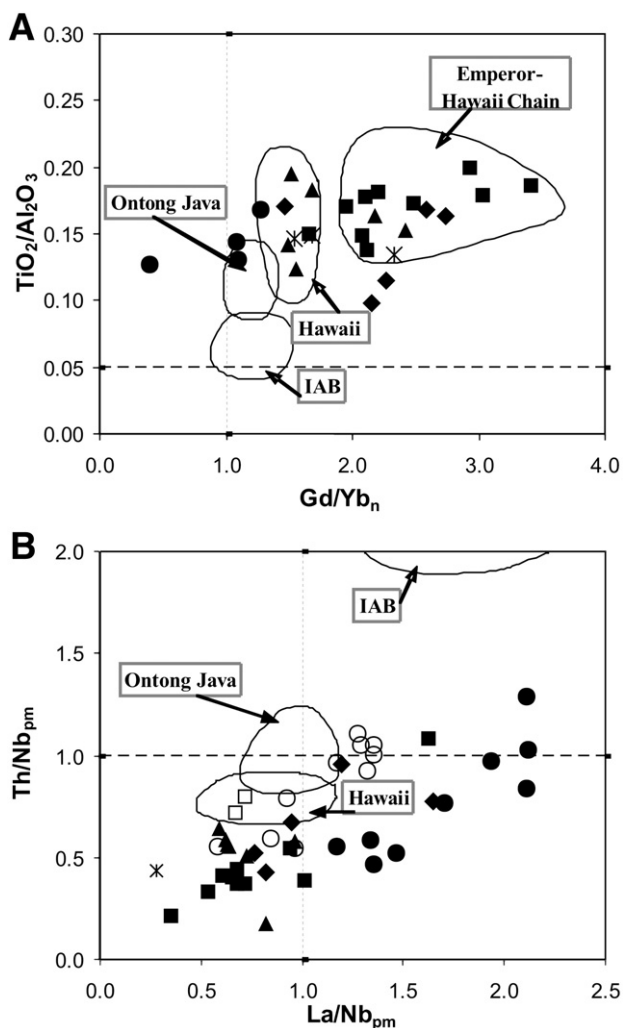 A
0.30
0.25
0.20
0.15
0.10
0.05
0.00
TiO2/Al2O3
Emperor-
Hawaii Chain
Ontong Java
Hawaii
IAB
0.0 1.0 2.0 3.0 4.0
Gd/Ybn
B
2.0
1.5
1.0
0.5
0.0
Th/Nbpm
IAB
Ontong Java
Hawaii
0.0 0.5 1.0 1.5 2.0 2.5
La/Nbpm